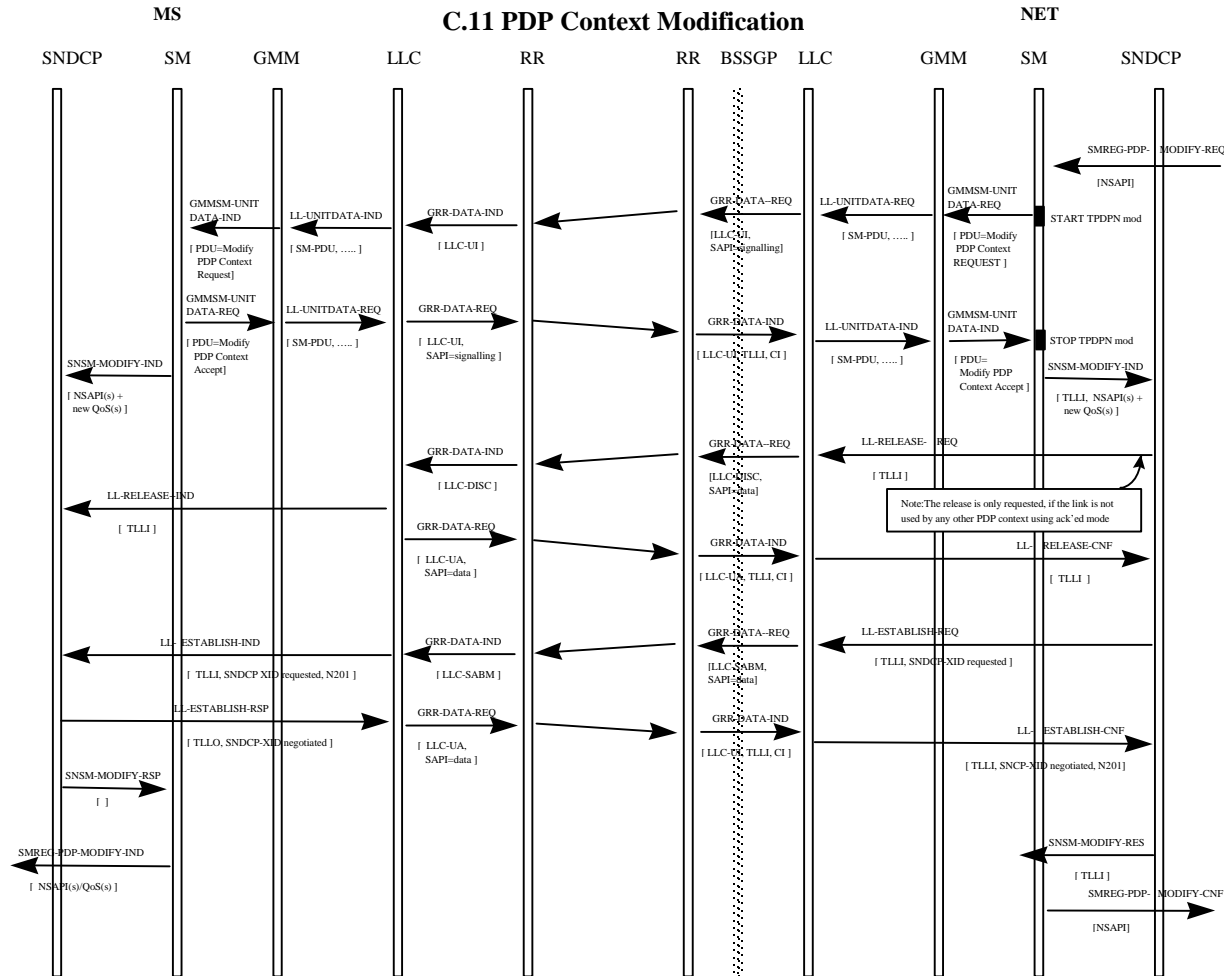 MS
C.11 PDP Context Modification
NET
SNDCP SM GMM LLC RR RR BSSGP LLC GMM SM SNDCP
SMREG-PDP- MODIFY-REQ
[NSAPI]
GMMSM-UNIT
DATA-IND
[ PDU=Modify
PDP Context
Request]
LL-UNITDATA-IND
[ SM-PDU, ….. ]
GRR-DATA-IND
[ LLC-UI ]
GRR-DATA--REQ
[LLC-UI,
SAPI=signalling]
LL-UNITDATA-REQ
[ SM-PDU, ….. ]
GMMSM-UNIT
DATA-REQ
[ PDU=Modify
PDP Context
REQUEST ]
START TPDPN mod
GMMSM-UNIT
DATA-REQ
[PDU=Modify
PDP Context
Accept]
LL-UNITDATA-REQ
[ SM-PDU, ….. ]
GRR-DATA-REQ
[ LLC-UI,
SAPI=signalling ]
GRR-DATA-IND
[ LLC-UI, TLLI, CI ]
LL-UNITDATA-IND
[ SM-PDU, ….. ]
GMMSM-UNIT
DATA-IND
[ PDU=
Modify PDP
Context Accept ]
STOP TPDPN mod
SNSM-MODIFY-IND
[ NSAPI(s) +
new QoS(s) ]
SNSM-MODIFY-IND
[ TLLI, NSAPI(s) +
new QoS(s) ]
GRR-DATA-IND
[ LLC-DISC ]
GRR-DATA--REQ
[LLC-DISC,
SAPI=data]
LL-RELEASE- REQ
[ TLLI ]
Note:The release is only requested, if the link is not
used by any other PDP context using ack'ed mode
LL-RELEASE--IND
[ TLLI ]
GRR-DATA-REQ
[ LLC-UA,
SAPI=data ]
GRR-DATA-IND
[ LLC-UA, TLLI, CI ]
LL- RELEASE-CNF
[ TLLI ]
LL- ESTABLISH-IND
[ TLLI, SNDCP XID requested, N201 ]
GRR-DATA-IND
[ LLC-SABM ]
GRR-DATA--REQ
[LLC-SABM,
SAPI=data]
LL-ESTABLISH-REQ
[ TLLI, SNDCP-XID requested ]
LL-ESTABLISH-RSP
[ TLLO, SNDCP-XID negotiated ]
GRR-DATA-REQ
[ LLC-UA,
SAPI=data ]
GRR-DATA-IND
[ LLC-UI, TLLI, CI ]
LL- ESTABLISH-CNF
[ TLLI, SNCP-XID negotiated, N201]
SNSM-MODIFY-RSP
[ ]
SMREG-PDP-MODIFY-IND
[ NSAPI(s)/QoS(s) ]
SNSM-MODIFY-RES
[ TLLI ]
SMREG-PDP- MODIFY-CNF
[NSAPI]